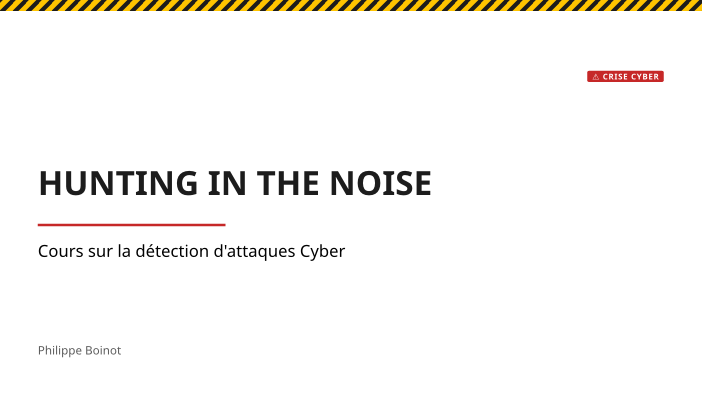 ⚠ CRISE CYBER
HUNTING IN THE NOISE
Cours sur la détection d'attaques Cyber
Philippe Boinot